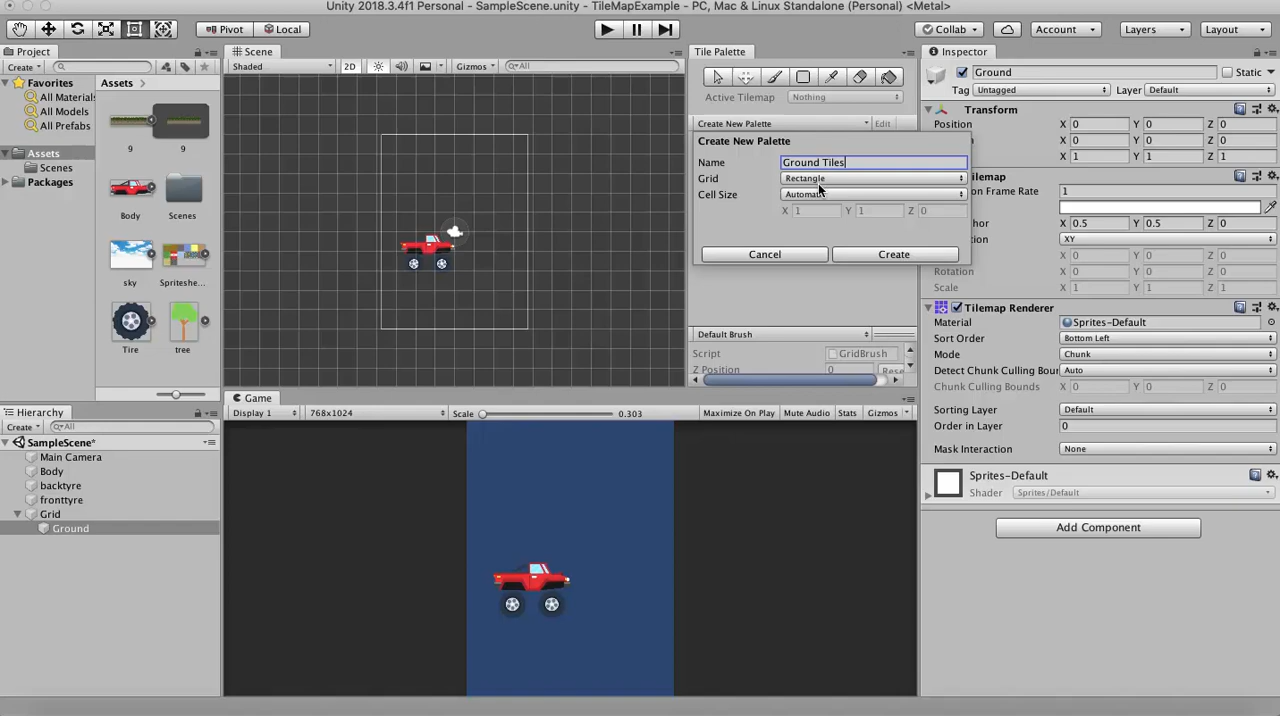 Unity 2018.3.4f1 Personal - SampleScene.unity - TileMapExample - PC, Mac & Linux Standalone (Personal) <Metal>
Pivot
Local
Collab
Account
Layers
Layout
Project
Create
Favorites
All Materials
All Models
All Prefabs
Assets
Scenes
Packages
Assets
9
9
Body
Scenes
sky
Spriteshe...
Tire
tree
Scene
Shaded
2D
Gizmos
All
Tile Palette
Active Tilemap
Nothing
Create New Palette
Edit
Create New Palette
Name
Ground Tiles
Grid
Rectangle
Cell Size
Automatic
X 1 Y 1 Z 0
Cancel
Create
Default Brush
Script
GridBrush
Z Position
0
Inspector
Ground
Static
Tag
Untagged
Layer
Default
Transform
Position
X 0 Y 0 Z 0
X 0 Y 0 Z 0
X 1 Y 1 Z 1
Tilemap
n Frame Rate
1
hor
X 0.5 Y 0.5 Z 0
tion
XY
Rotation
X 0 Y 0 Z 0
Scale
X 1 Y 1 Z 1
Tilemap Renderer
Material
Sprites-Default
Sort Order
Bottom Left
Mode
Chunk
Detect Chunk Culling Bour
Auto
Chunk Culling Bounds
X 0 Y 0 Z 0
Sorting Layer
Default
Order in Layer
0
Mask Interaction
None
Sprites-Default
Shader
Sprites/Default
Add Component
Hierarchy
Create
All
SampleScene*
Main Camera
Body
backtyre
fronttyre
Grid
Ground
Game
Display 1
768x1024
Scale
0.303
Maximize On Play
Mute Audio
Stats
Gizmos